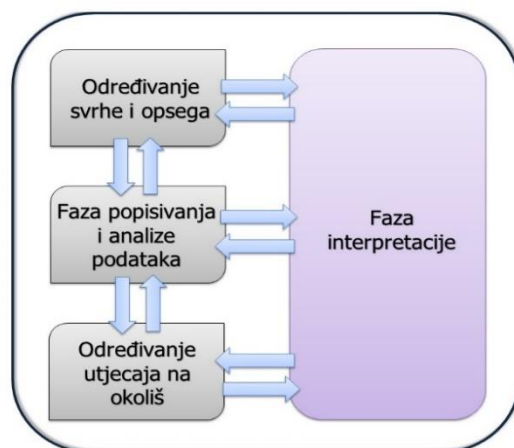 Određivanje
svrhe i opsega
Faza popisivanja
i analize
podataka
Određivanje
utjecaja na
okoliš
Faza
interpretacije